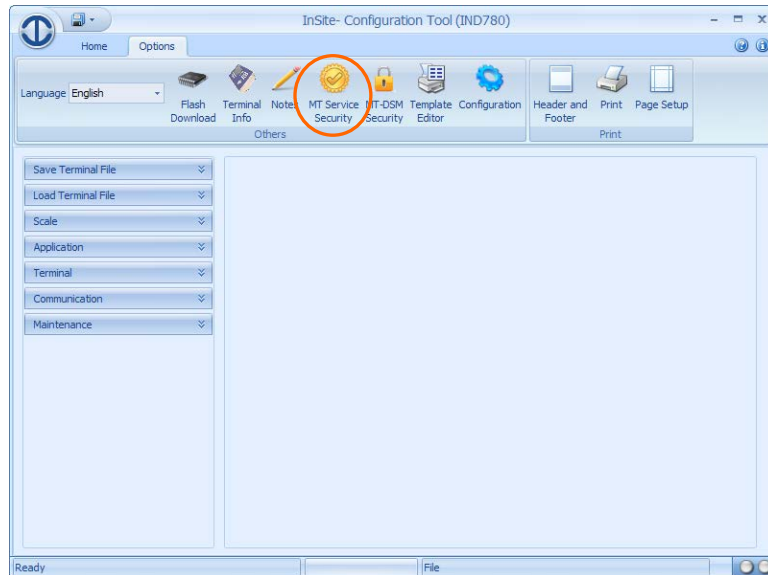 InSite- Configuration Tool (IND780)
Home Options
Language English
Flash Download
Terminal Info
Notes
MT Service Security
MT-DSM Security
Template Editor
Configuration
Header and Footer
Print
Page Setup
Others
Print
Save Terminal File
Load Terminal File
Scale
Application
Terminal
Communication
Maintenance
Ready
File